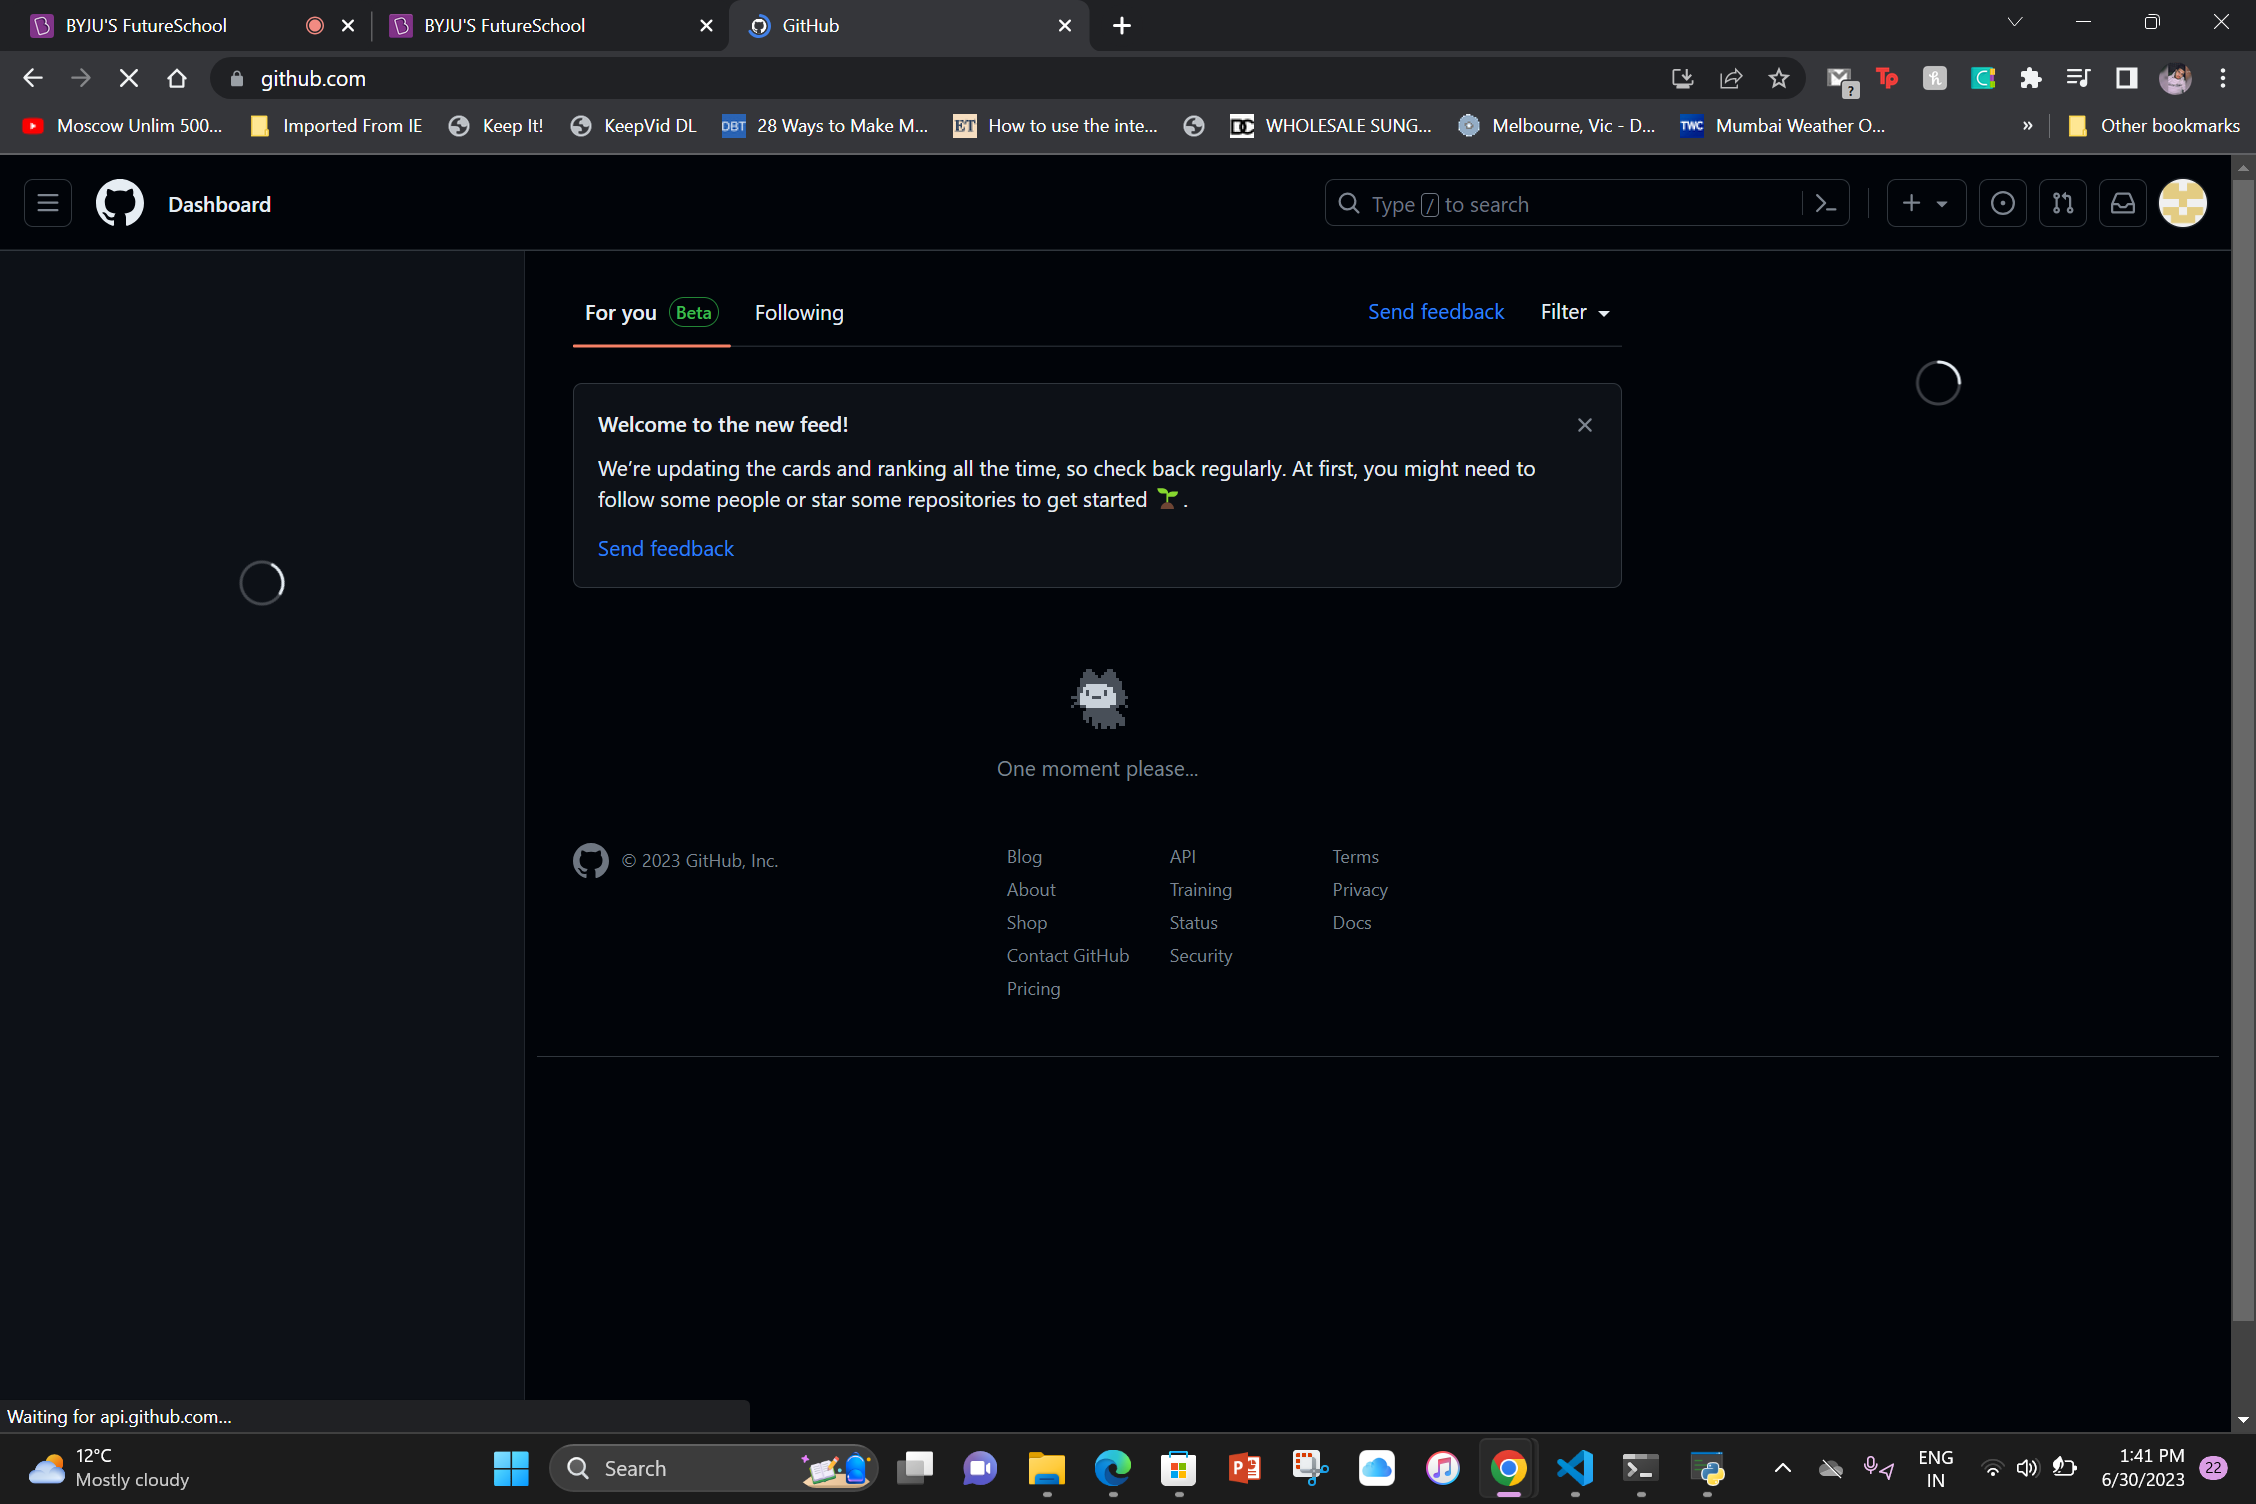 BYJU'S FutureSchool
BYJU'S FutureSchool
GitHub
github.com
Moscow Unlim 500...
Imported From IE
Keep It!
KeepVid DL
DBT 28 Ways to Make M...
ET How to use the inte...
DC WHOLESALE SUNG...
Melbourne, Vic - D...
TWC Mumbai Weather O...
»
Other bookmarks
Dashboard
Type / to search
For you Beta
Following
Send feedback
Filter
Welcome to the new feed!
We’re updating the cards and ranking all the time, so check back regularly. At first, you might need to
follow some people or star some repositories to get started 🌱 .
Send feedback
One moment please...
© 2023 GitHub, Inc.
Blog
About
Shop
Contact GitHub
Pricing
API
Training
Status
Security
Terms
Privacy
Docs
Waiting for api.github.com...
12°C
Mostly cloudy
Search
ENG
IN
1:41 PM
6/30/2023
22